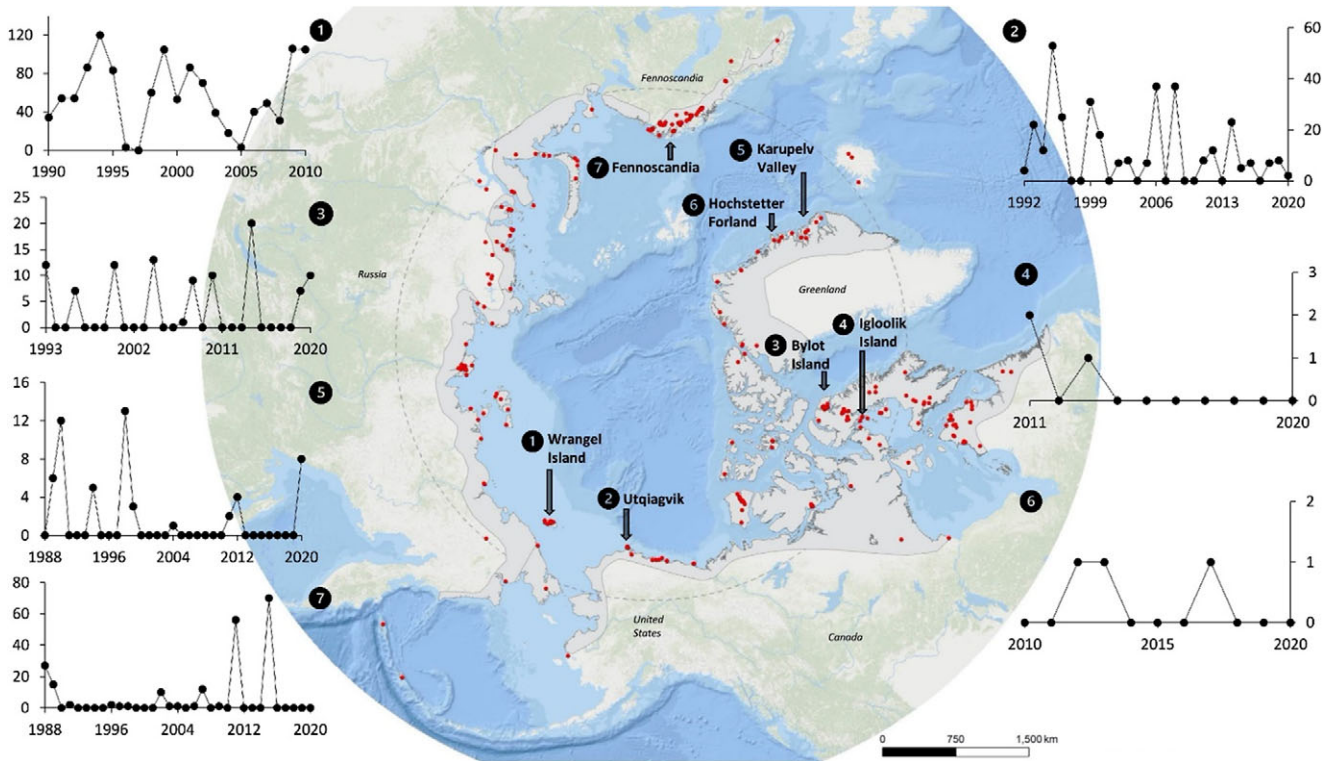 1
120
80
40
0
1990 1995 2000 2005 2010
2
60
40
20
0
1992 1999 2006 2013 2020
3
25
20
15
10
5
0
1993 2002 2011 2020
4
3
2
1
0
2011 2020
5
16
12
8
4
0
1988 1996 2004 2012 2020
6
2
1
0
2010 2015 2020
7
80
60
40
20
0
1988 1996 2004 2012 2020
Fennoscandia
7 Fennoscandia
5 Karupelv
Valley
6 Hochstetter
Forland
Russia
Greenland
4 Igloolik
Island
3 Bylot
Island
1 Wrangel
Island
2 Utqiagvik
United
States
Canada
0 750 1,500 km